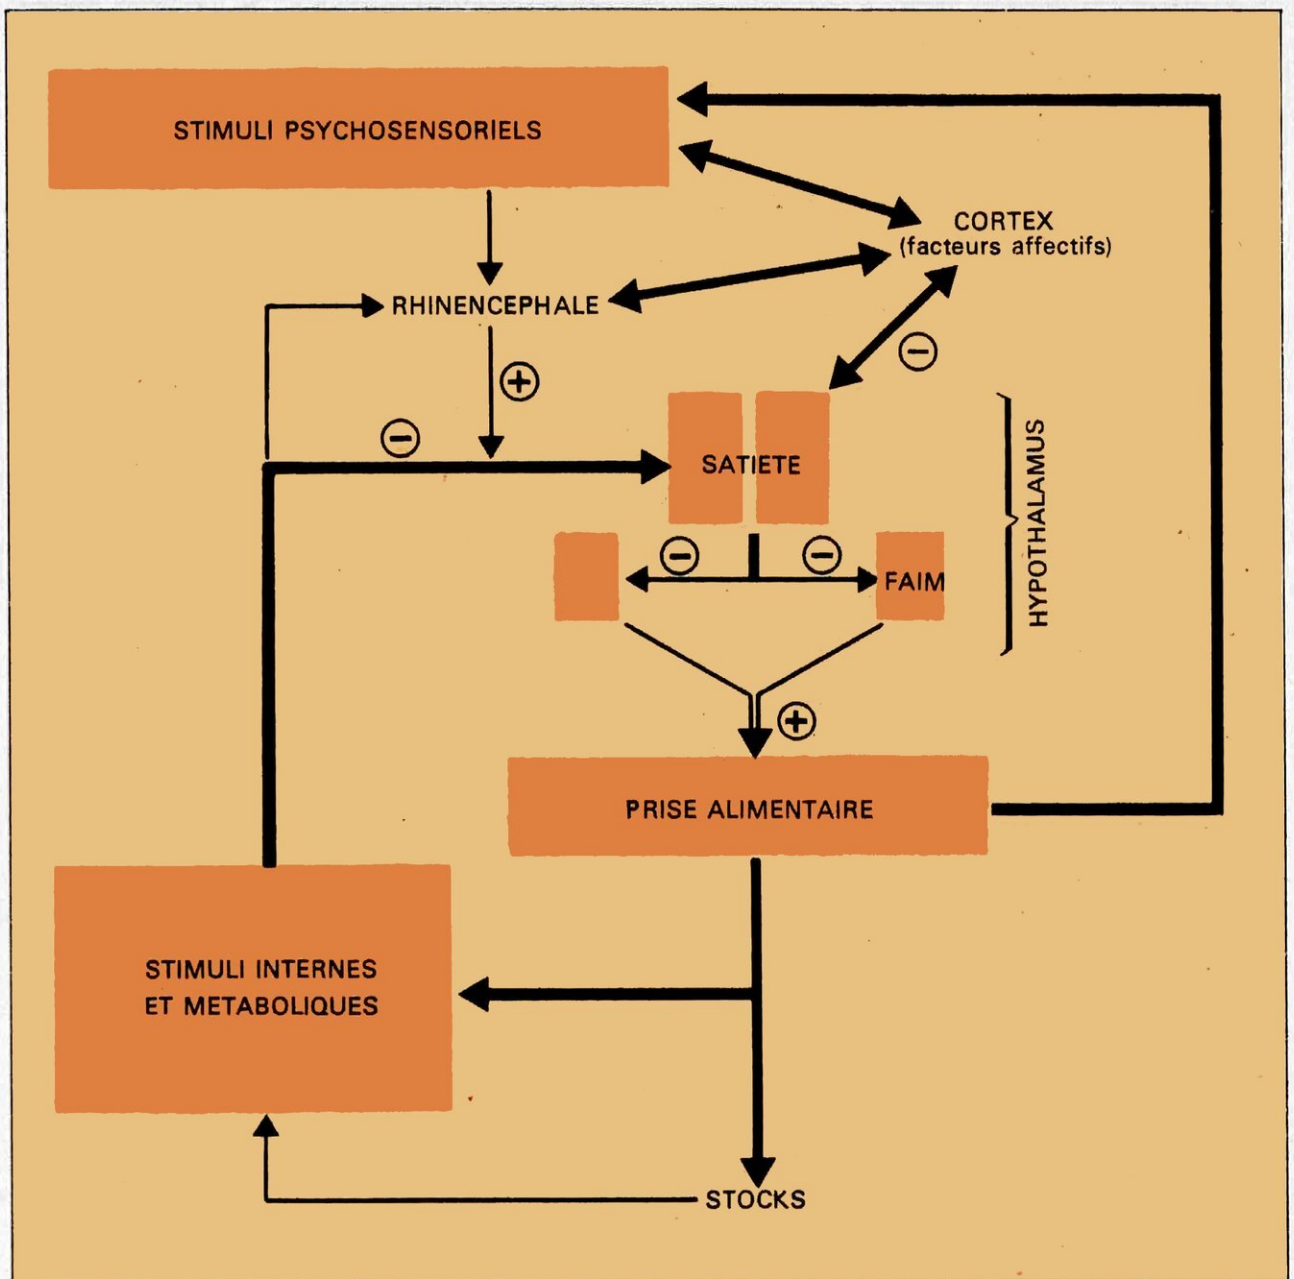 STIMULI PSYCHOSENSORIELS
CORTEX
(facteurs affectifs)
RHINENCEPHALE
−
+
−
SATIETE
HYPOTHALAMUS
−
−
FAIM
+
PRISE ALIMENTAIRE
STIMULI INTERNES
ET METABOLIQUES
STOCKS